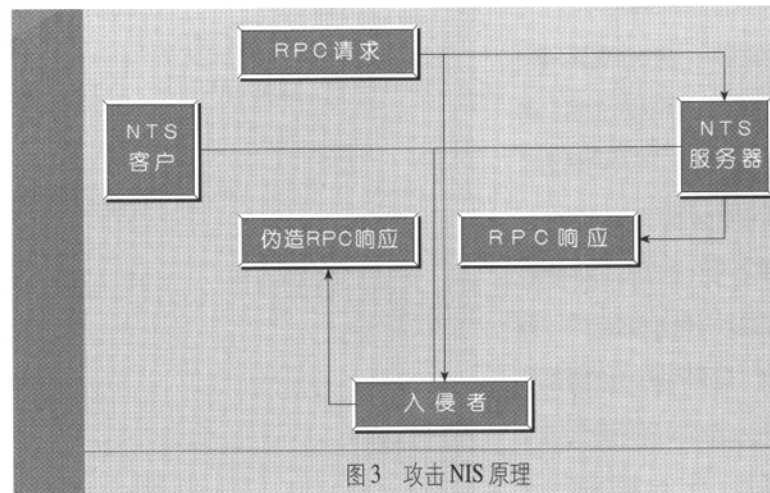 RPC请求
NTS
客户
NTS
服务器
伪造RPC响应
RPC响应
入侵者
图3 攻击NIS原理